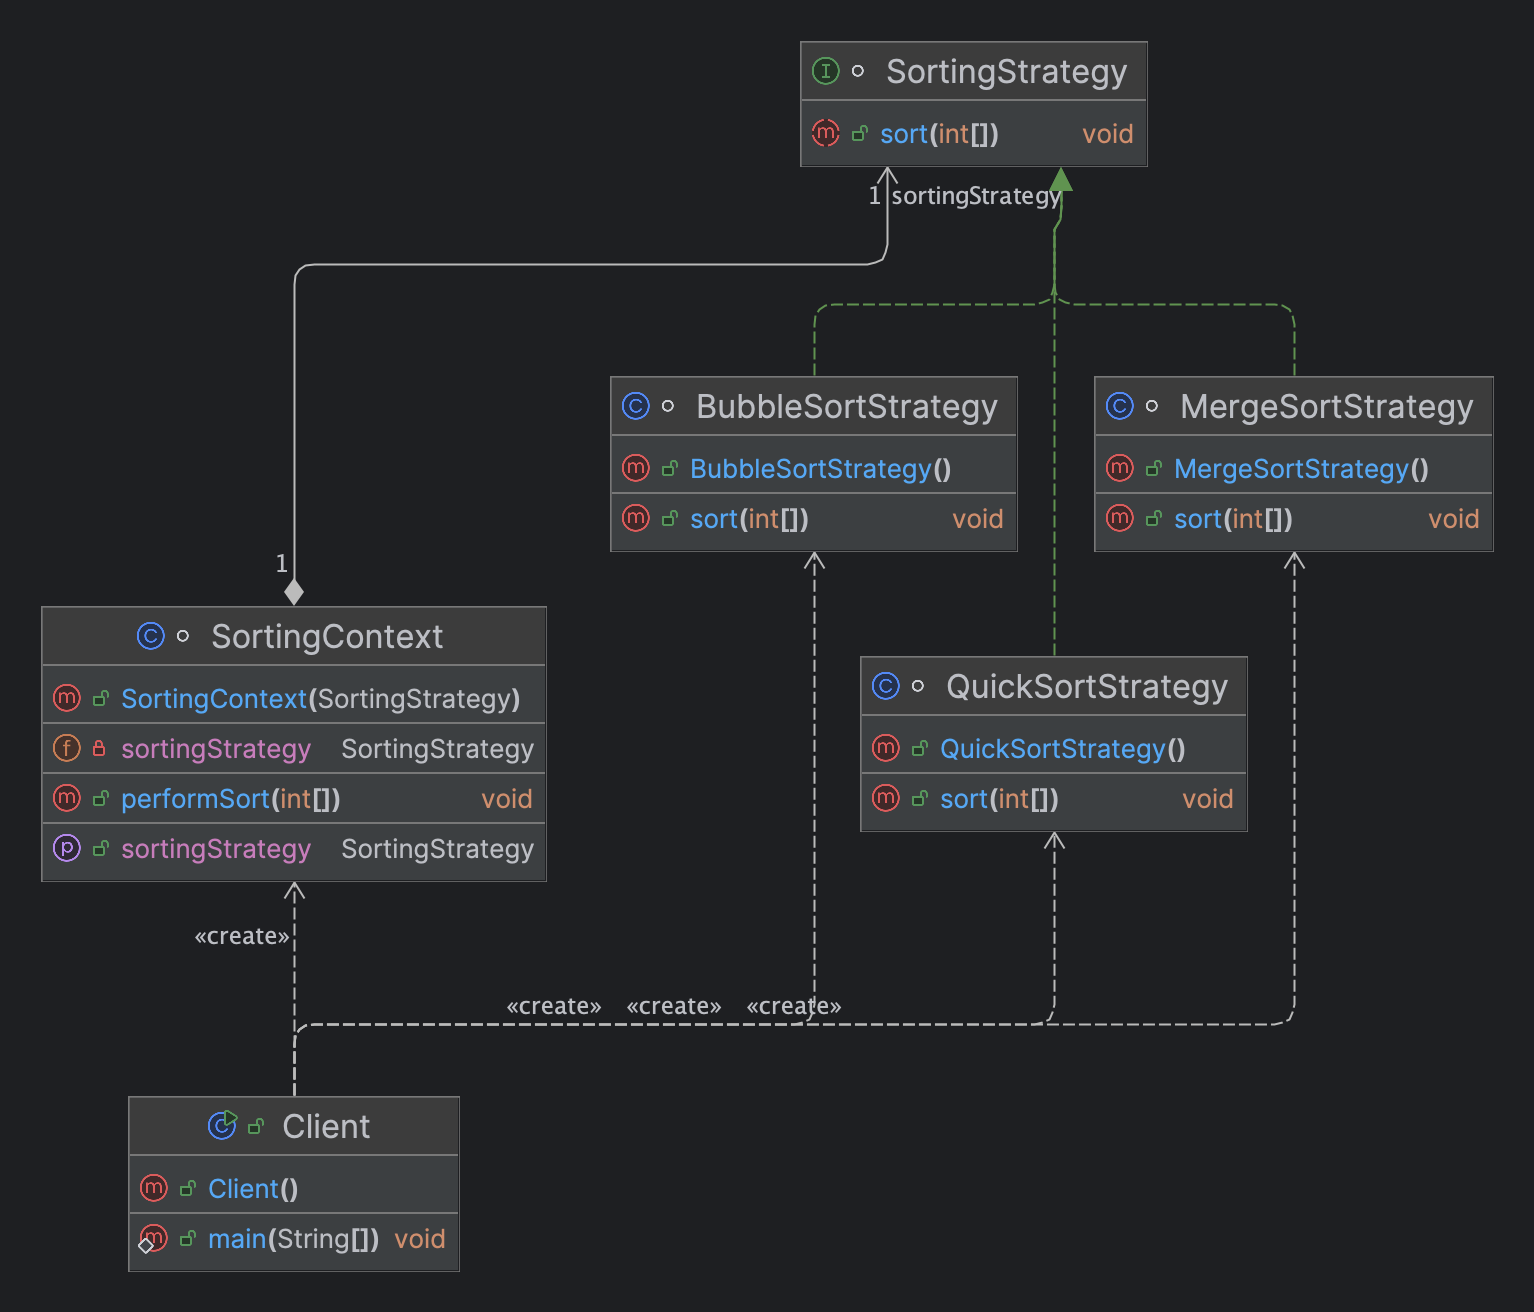 SortingStrategy
sort(int[]) void
1 sortingStrategy
BubbleSortStrategy
BubbleSortStrategy()
sort(int[]) void
MergeSortStrategy
MergeSortStrategy()
sort(int[]) void
1
SortingContext
SortingContext(SortingStrategy)
sortingStrategy SortingStrategy
performSort(int[]) void
sortingStrategy SortingStrategy
QuickSortStrategy
QuickSortStrategy()
sort(int[]) void
«create»
«create» «create» «create»
Client
Client()
main(String[]) void